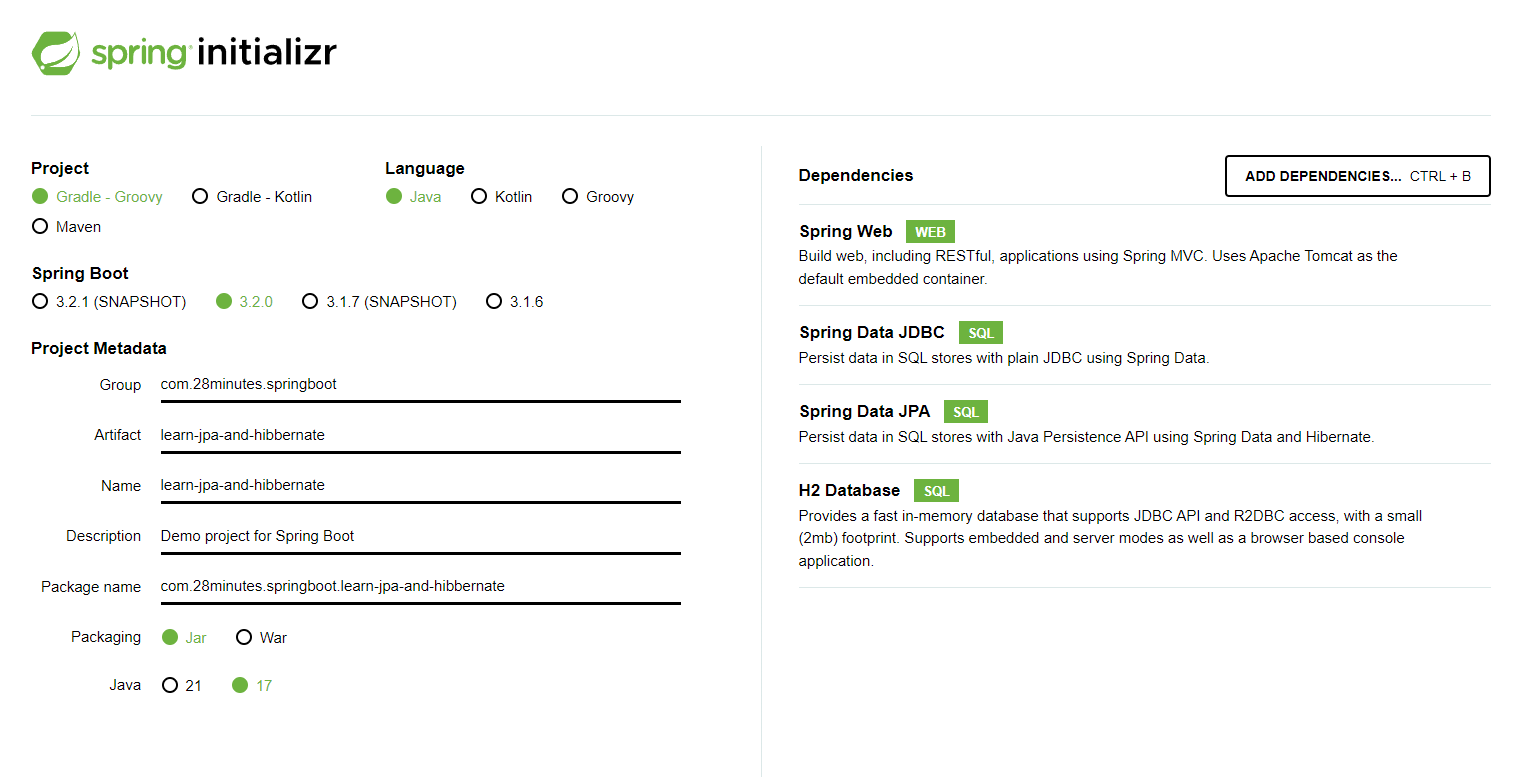 spring initializr
Project
Gradle - Groovy Gradle - Kotlin
Maven
Language
Java Kotlin Groovy
Spring Boot
3.2.1 (SNAPSHOT) 3.2.0 3.1.7 (SNAPSHOT) 3.1.6
Project Metadata
Group com.28minutes.springboot
Artifact learn-jpa-and-hibbernate
Name learn-jpa-and-hibbernate
Description Demo project for Spring Boot
Package name com.28minutes.springboot.learn-jpa-and-hibbernate
Packaging Jar War
Java 21 17
Dependencies ADD DEPENDENCIES... CTRL + B
Spring Web WEB
Build web, including RESTful, applications using Spring MVC. Uses Apache Tomcat as the
default embedded container.
Spring Data JDBC SQL
Persist data in SQL stores with plain JDBC using Spring Data.
Spring Data JPA SQL
Persist data in SQL stores with Java Persistence API using Spring Data and Hibernate.
H2 Database SQL
Provides a fast in-memory database that supports JDBC API and R2DBC access, with a small
(2mb) footprint. Supports embedded and server modes as well as a browser based console
application.